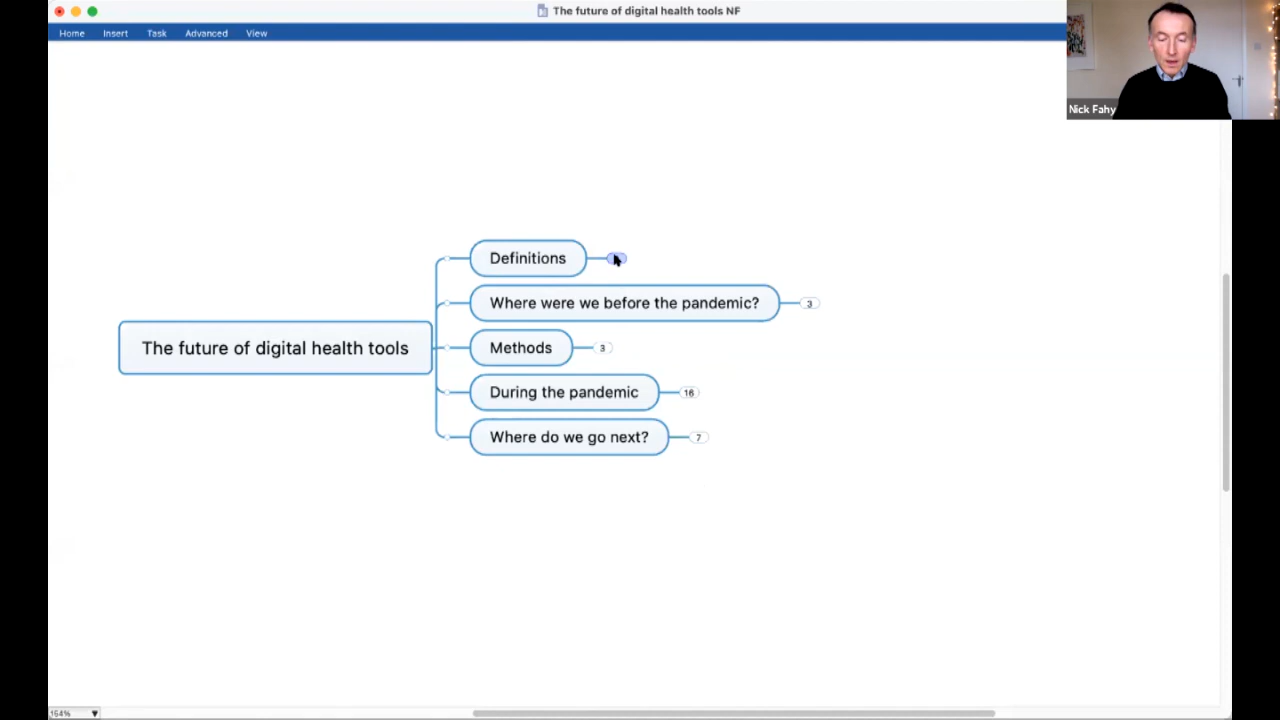 The future of digital health tools NF
Home Insert Task Advanced View
Nick Fahy
Definitions
Where were we before the pandemic? 3
The future of digital health tools
Methods 3
During the pandemic 16
Where do we go next? 7
164%